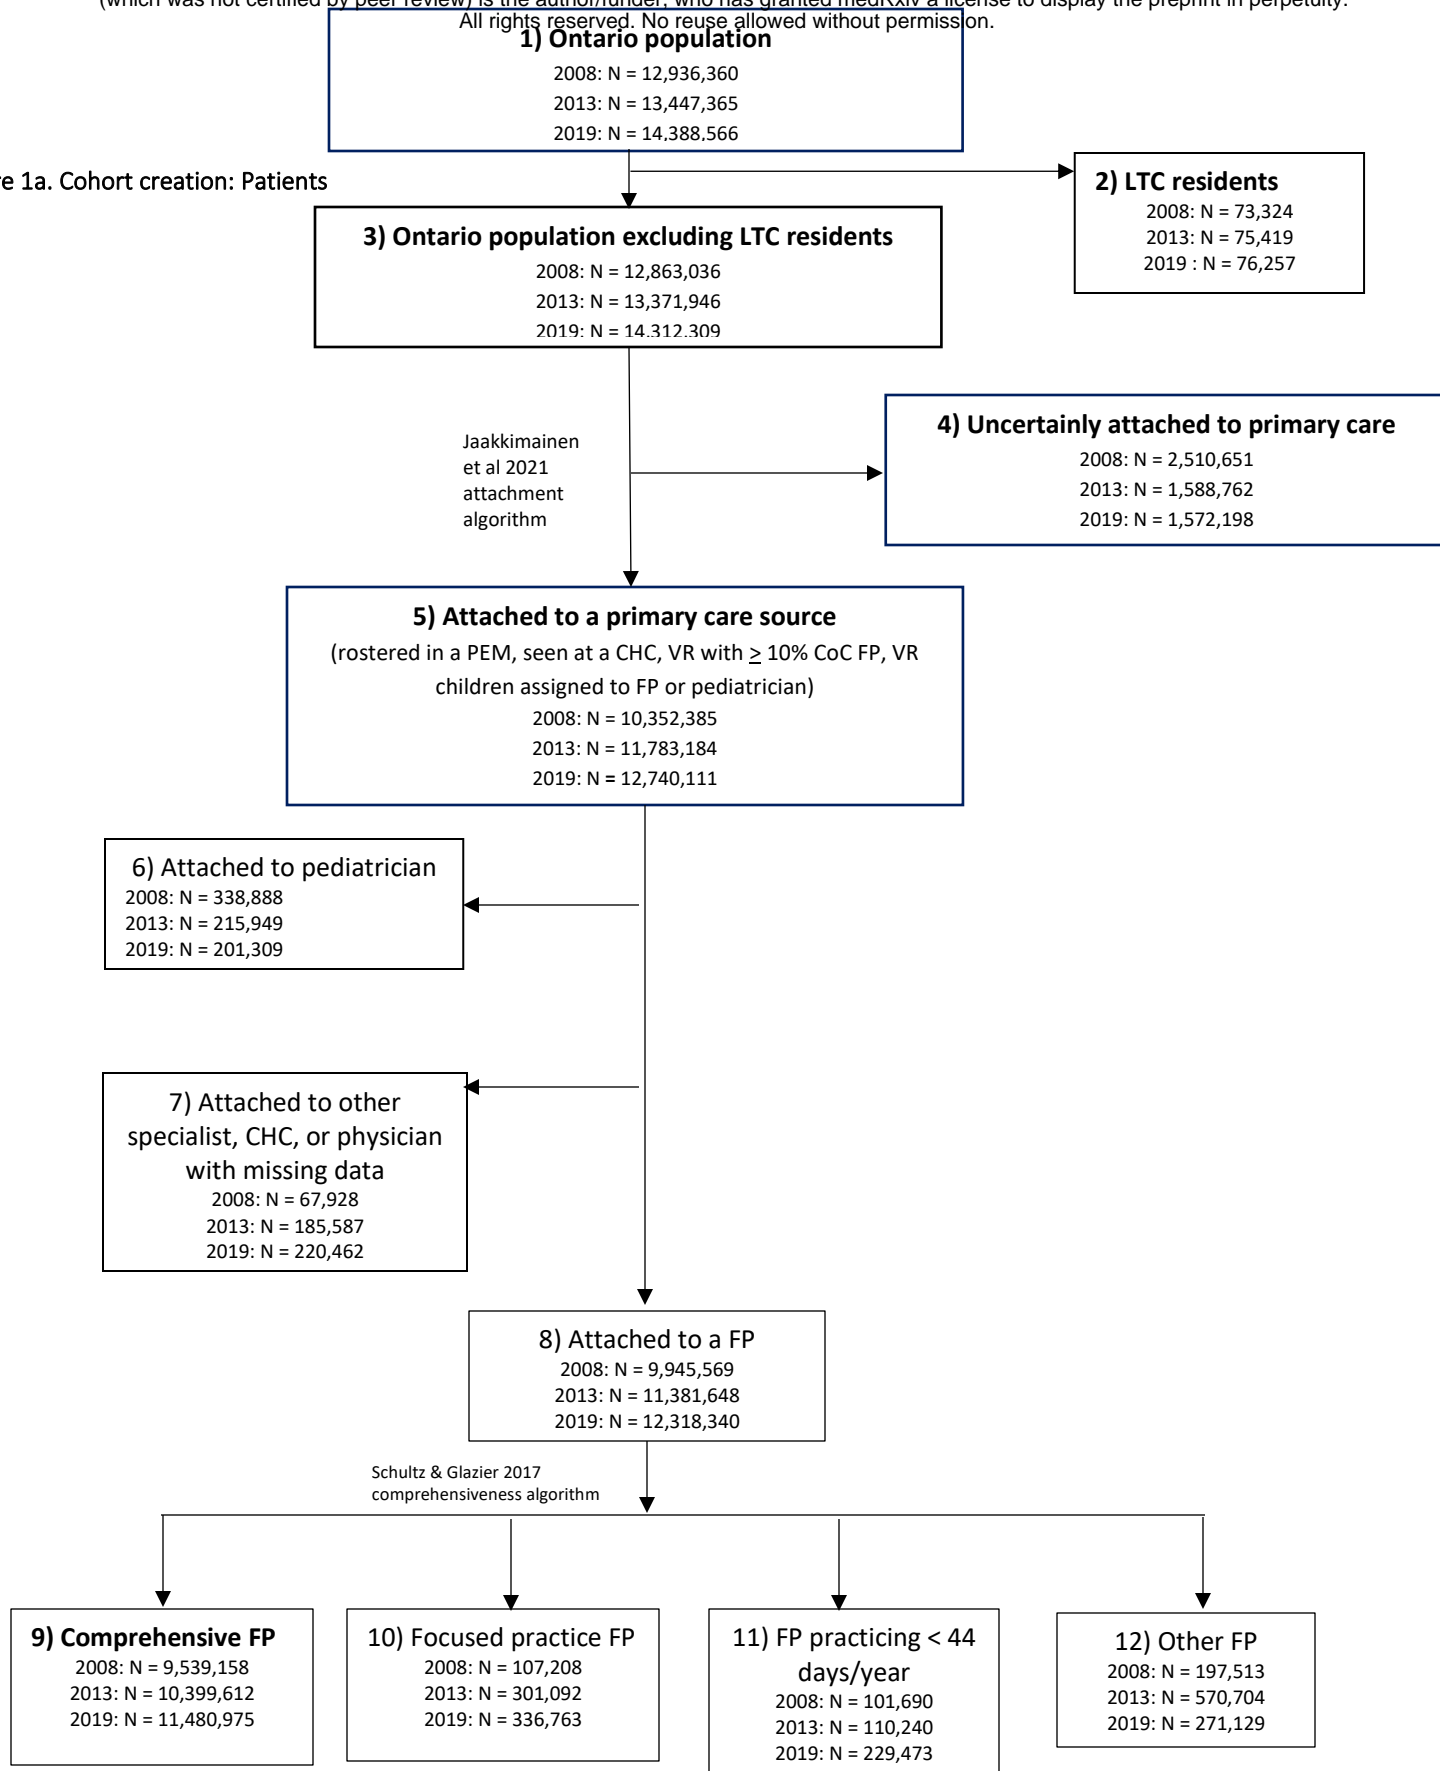 (which was not certified by peer review) is the author/funder, who has granted medRxiv a license to display the preprint in perpetuity.
All rights reserved. No reuse allowed without permission.
1) Ontario population
2008: N = 12,936,360
2013: N = 13,447,365
2019: N = 14,388,566
e 1a. Cohort creation: Patients
2) LTC residents
2008: N = 73,324
2013: N = 75,419
2019 : N = 76,257
3) Ontario population excluding LTC residents
2008: N = 12,863,036
2013: N = 13,371,946
2019: N = 14,312,309
Jaakkimainen
et al 2021
attachment
algorithm
4) Uncertainly attached to primary care
2008: N = 2,510,651
2013: N = 1,588,762
2019: N = 1,572,198
5) Attached to a primary care source
(rostered in a PEM, seen at a CHC, VR with ≥ 10% CoC FP, VR
children assigned to FP or pediatrician)
2008: N = 10,352,385
2013: N = 11,783,184
2019: N = 12,740,111
6) Attached to pediatrician
2008: N = 338,888
2013: N = 215,949
2019: N = 201,309
7) Attached to other
specialist, CHC, or physician
with missing data
2008: N = 67,928
2013: N = 185,587
2019: N = 220,462
8) Attached to a FP
2008: N = 9,945,569
2013: N = 11,381,648
2019: N = 12,318,340
Schultz & Glazier 2017
comprehensiveness algorithm
9) Comprehensive FP
2008: N = 9,539,158
2013: N = 10,399,612
2019: N = 11,480,975
10) Focused practice FP
2008: N = 107,208
2013: N = 301,092
2019: N = 336,763
11) FP practicing < 44
days/year
2008: N = 101,690
2013: N = 110,240
2019: N = 229,473
12) Other FP
2008: N = 197,513
2013: N = 570,704
2019: N = 271,129